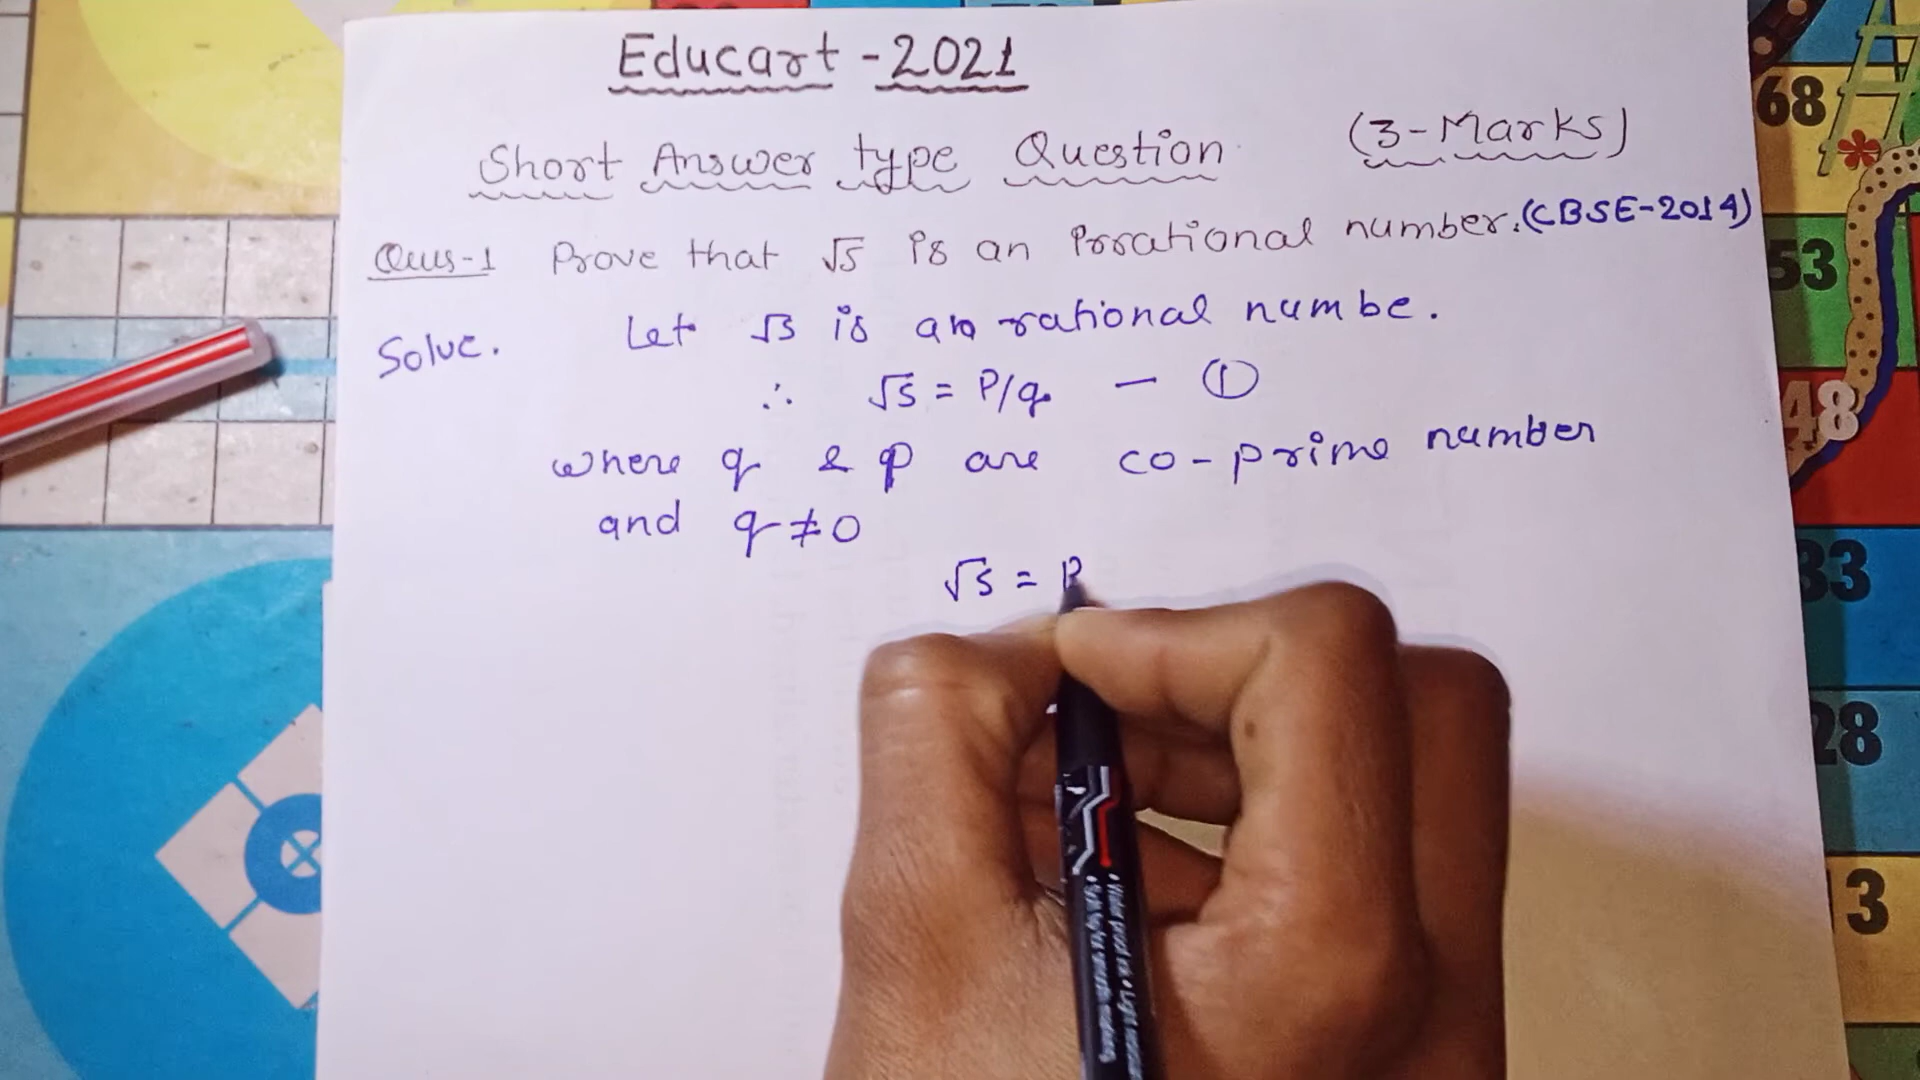 Educart - 2021
Short Answer type Question (3-Marks)
Ques-1 Prove that √5 is an irrational number. (CBSE-2014)
Solve. Let √5 is an rational numbe.
∴ √5 = P/q — ①
where q & p are co-prime number
and q ≠ 0
√5 = P
68
53
48
33
28
3